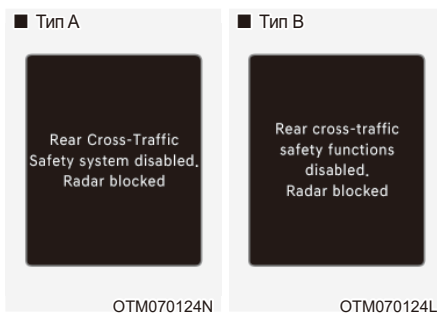 ■ Тип A
Rear Cross-Traffic
Safety system disabled.
Radar blocked
OTM070124N
■ Тип B
Rear cross-traffic
safety functions
disabled.
Radar blocked
OTM070124L